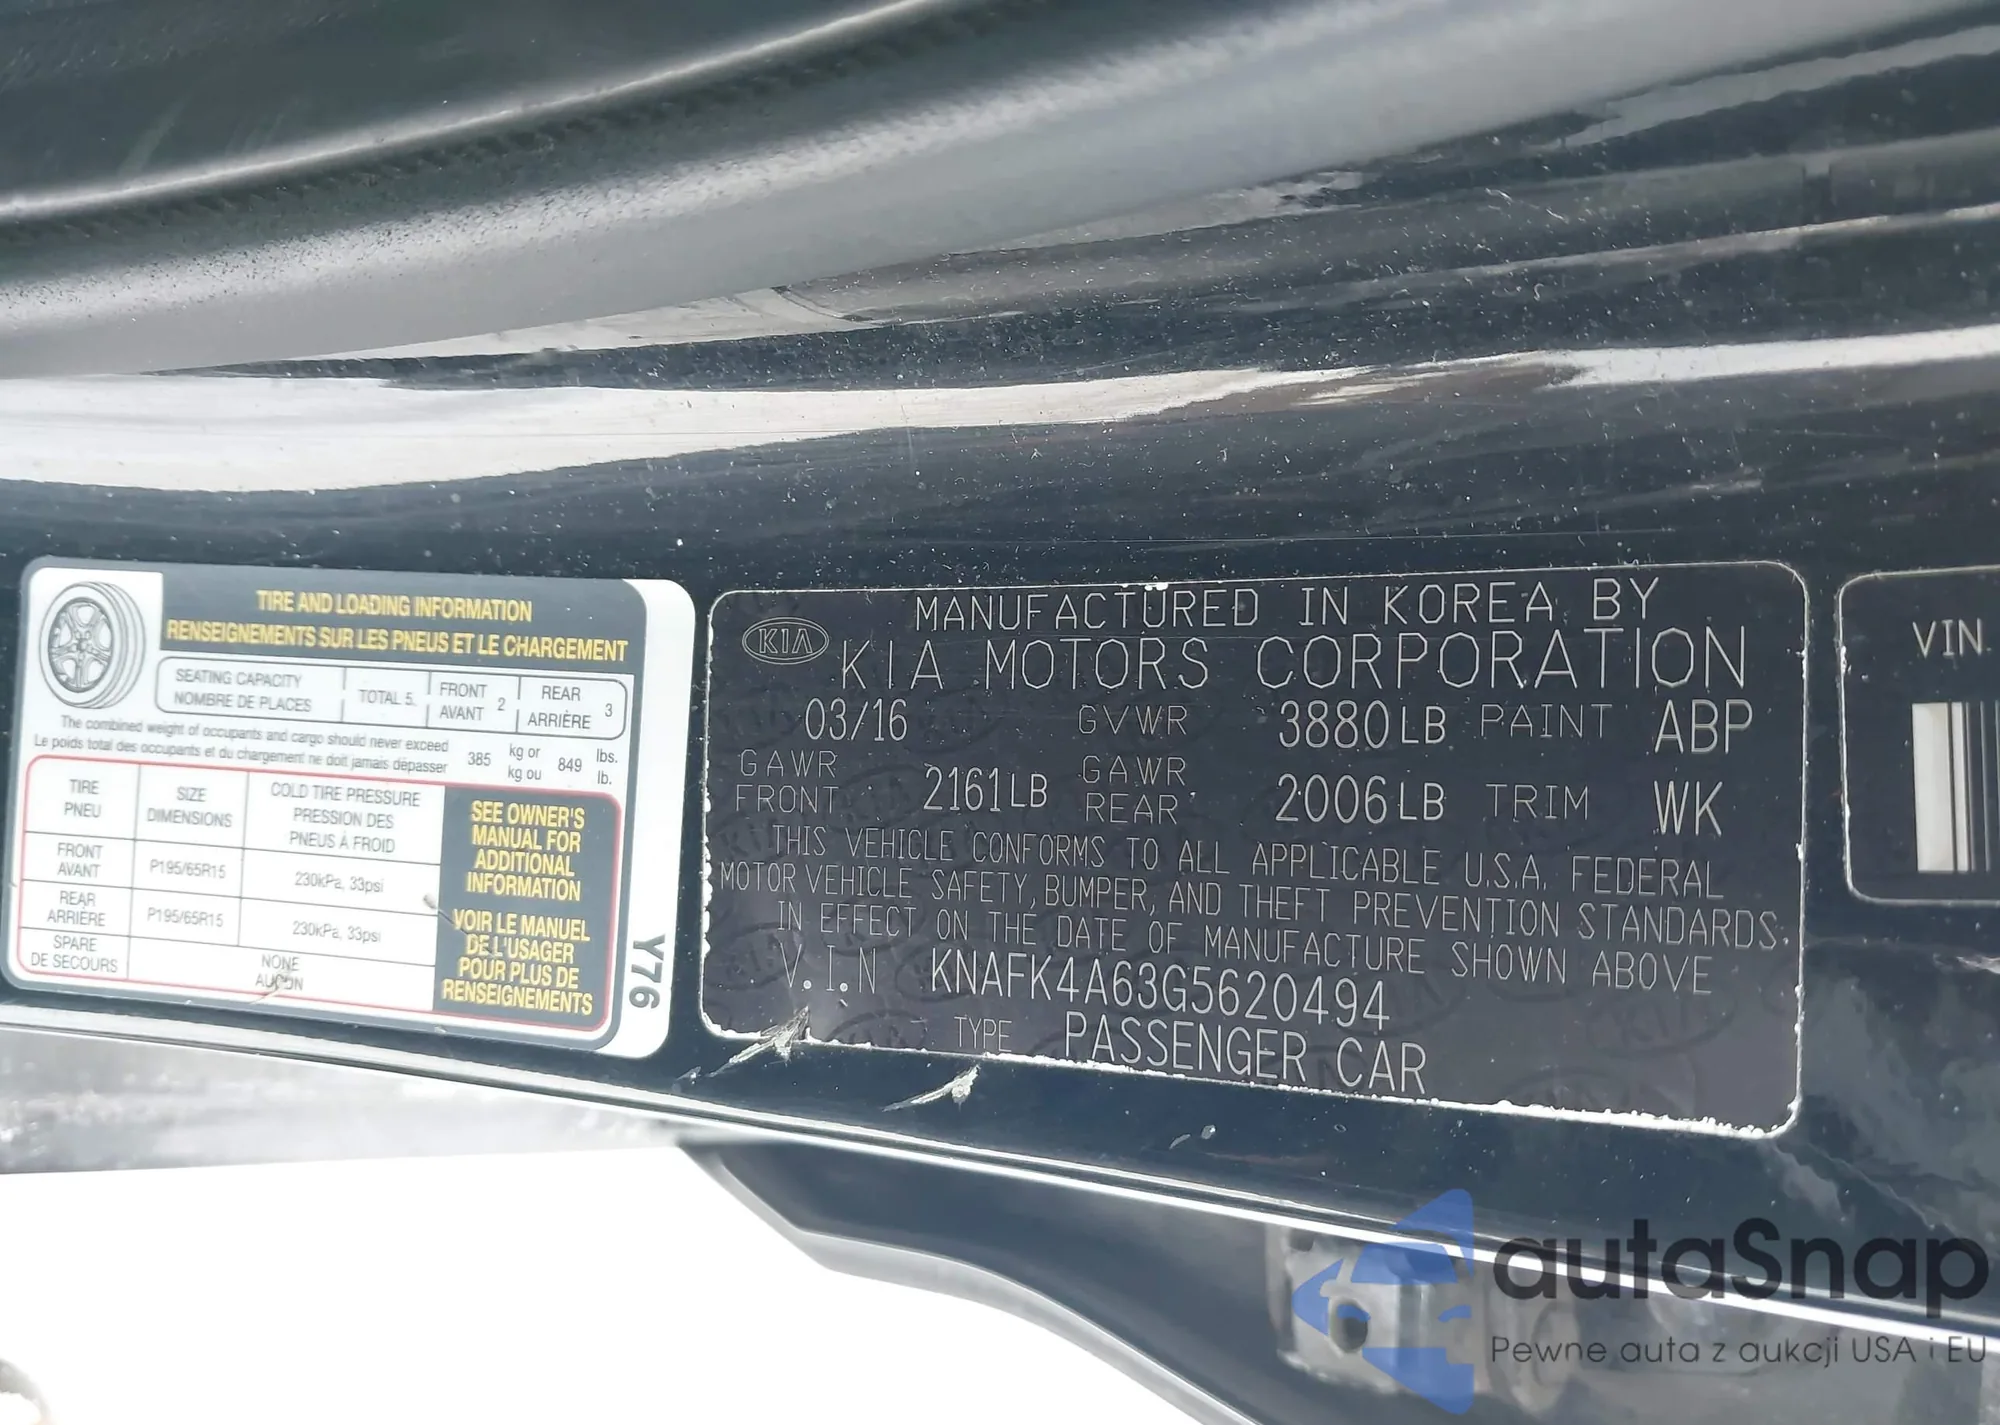 TIRE AND LOADING INFORMATION
RENSEIGNEMENTS SUR LES PNEUS ET LE CHARGEMENT
SEATING CAPACITY
NOMBRE DE PLACES
TOTAL 5
FRONT
AVANT
2
REAR
ARRIÈRE
3
The combined weight of occupants and cargo should never exceed
Le poids total des occupants et du chargement ne doit jamais dépasser
385
kg or
kg ou
849
lbs.
lb.
TIRE
PNEU
SIZE
DIMENSIONS
COLD TIRE PRESSURE
PRESSION DES
PNEUS À FROID
FRONT
AVANT
P195/65R15
230kPa, 33psi
REAR
ARRIÈRE
P195/65R15
230kPa, 33psi
SPARE
DE SECOURS
NONE
AUCUN
SEE OWNER'S
MANUAL FOR
ADDITIONAL
INFORMATION
VOIR LE MANUEL
DE L'USAGER
POUR PLUS DE
RENSEIGNEMENTS
Y76
KIA
MANUFACTURED IN KOREA BY
KIA MOTORS CORPORATION
03/16 GVWR 3880LB PAINT ABP
GAWR FRONT 2161LB GAWR REAR 2006LB TRIM WK
THIS VEHICLE CONFORMS TO ALL APPLICABLE U.S.A. FEDERAL
MOTOR VEHICLE SAFETY, BUMPER, AND THEFT PREVENTION STANDARDS
IN EFFECT ON THE DATE OF MANUFACTURE SHOWN ABOVE.
V.I.N KNAFK4A63G5620494
TYPE PASSENGER CAR
VIN
autaSnap
Pewne auta z aukcji USA i EU